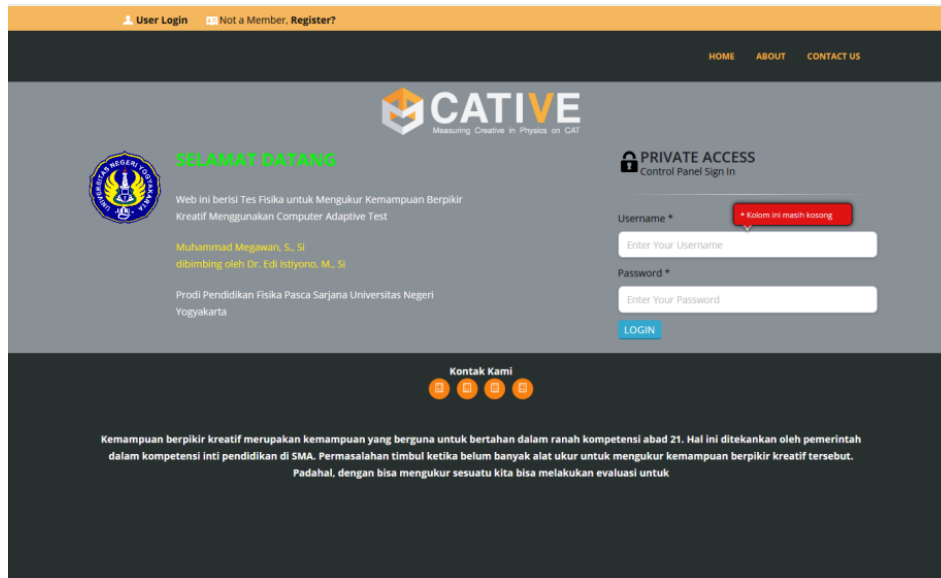 User Login Not a Member, Register?
HOME ABOUT CONTACT US
CATIVE
Measuring Creative in Physics on CAT
UNIVERSITAS NEGERI YOGYAKARTA
SELAMAT DATANG
Web ini berisi Tes Fisika untuk Mengukur Kemampuan Berpikir
Kreatif Menggunakan Computer Adaptive Test
Muhammad Megawan, S., Si
dibimbing oleh Dr. Edi Istiyono, M., Si
Prodi Pendidikan Fisika Pasca Sarjana Universitas Negeri
Yogyakarta
PRIVATE ACCESS
Control Panel Sign In
* Kolom ini masih kosong
Username *
Enter Your Username
Password *
Enter Your Password
LOGIN
Kontak Kami
Kemampuan berpikir kreatif merupakan kemampuan yang berguna untuk bertahan dalam ranah kompetensi abad 21. Hal ini ditekankan oleh pemerintah
dalam kompetensi inti pendidikan di SMA. Permasalahan timbul ketika belum banyak alat ukur untuk mengukur kemampuan berpikir kreatif tersebut.
Padahal, dengan bisa mengukur sesuatu kita bisa melakukan evaluasi untuk